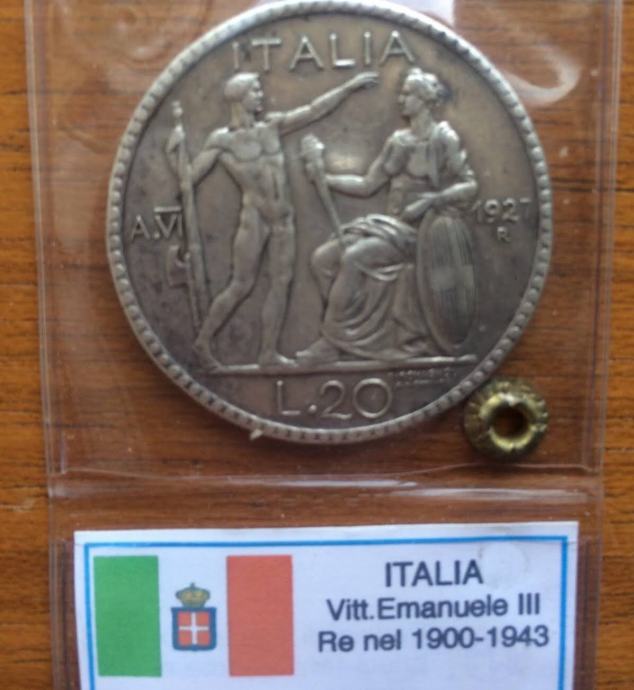 ITALIA
A.VI
1927
R
L.20
ITALIA
Vitt.Emanuele III
Re nel 1900-1943